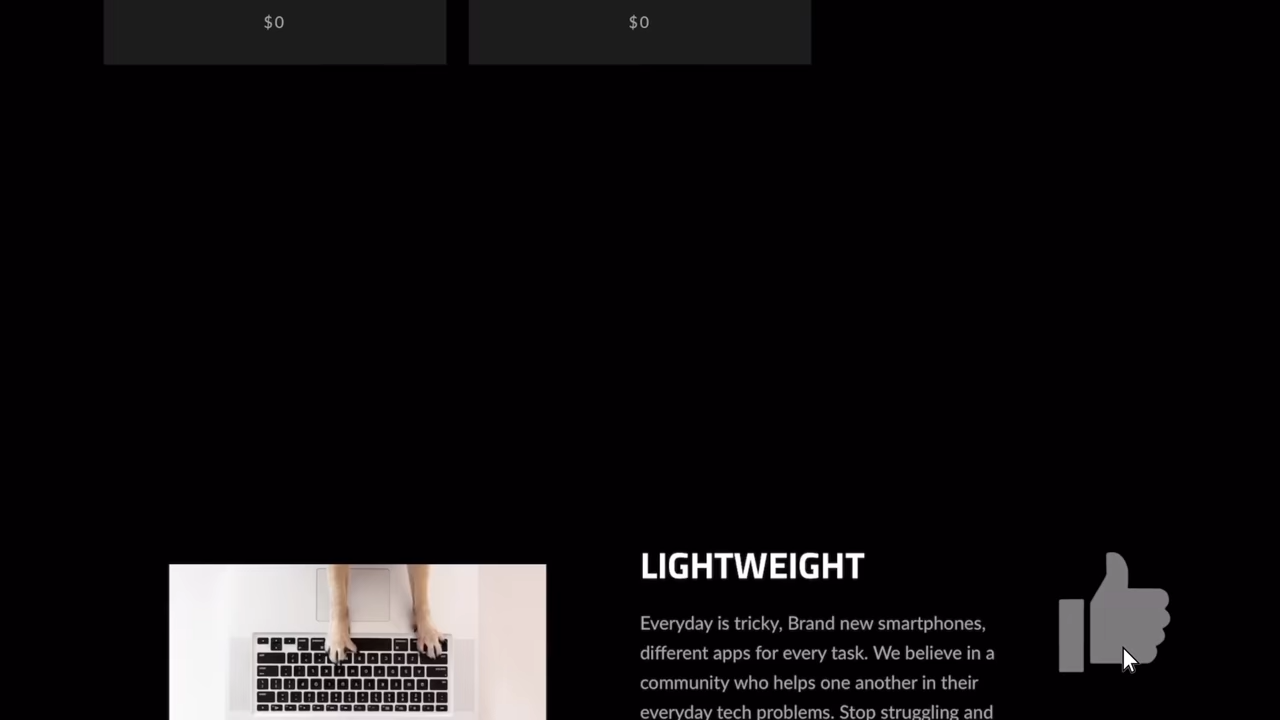 $0
$0
LIGHTWEIGHT
Everyday is tricky, Brand new smartphones,
different apps for every task. We believe in a
community who helps one another in their
everyday tech problems. Stop struggling and